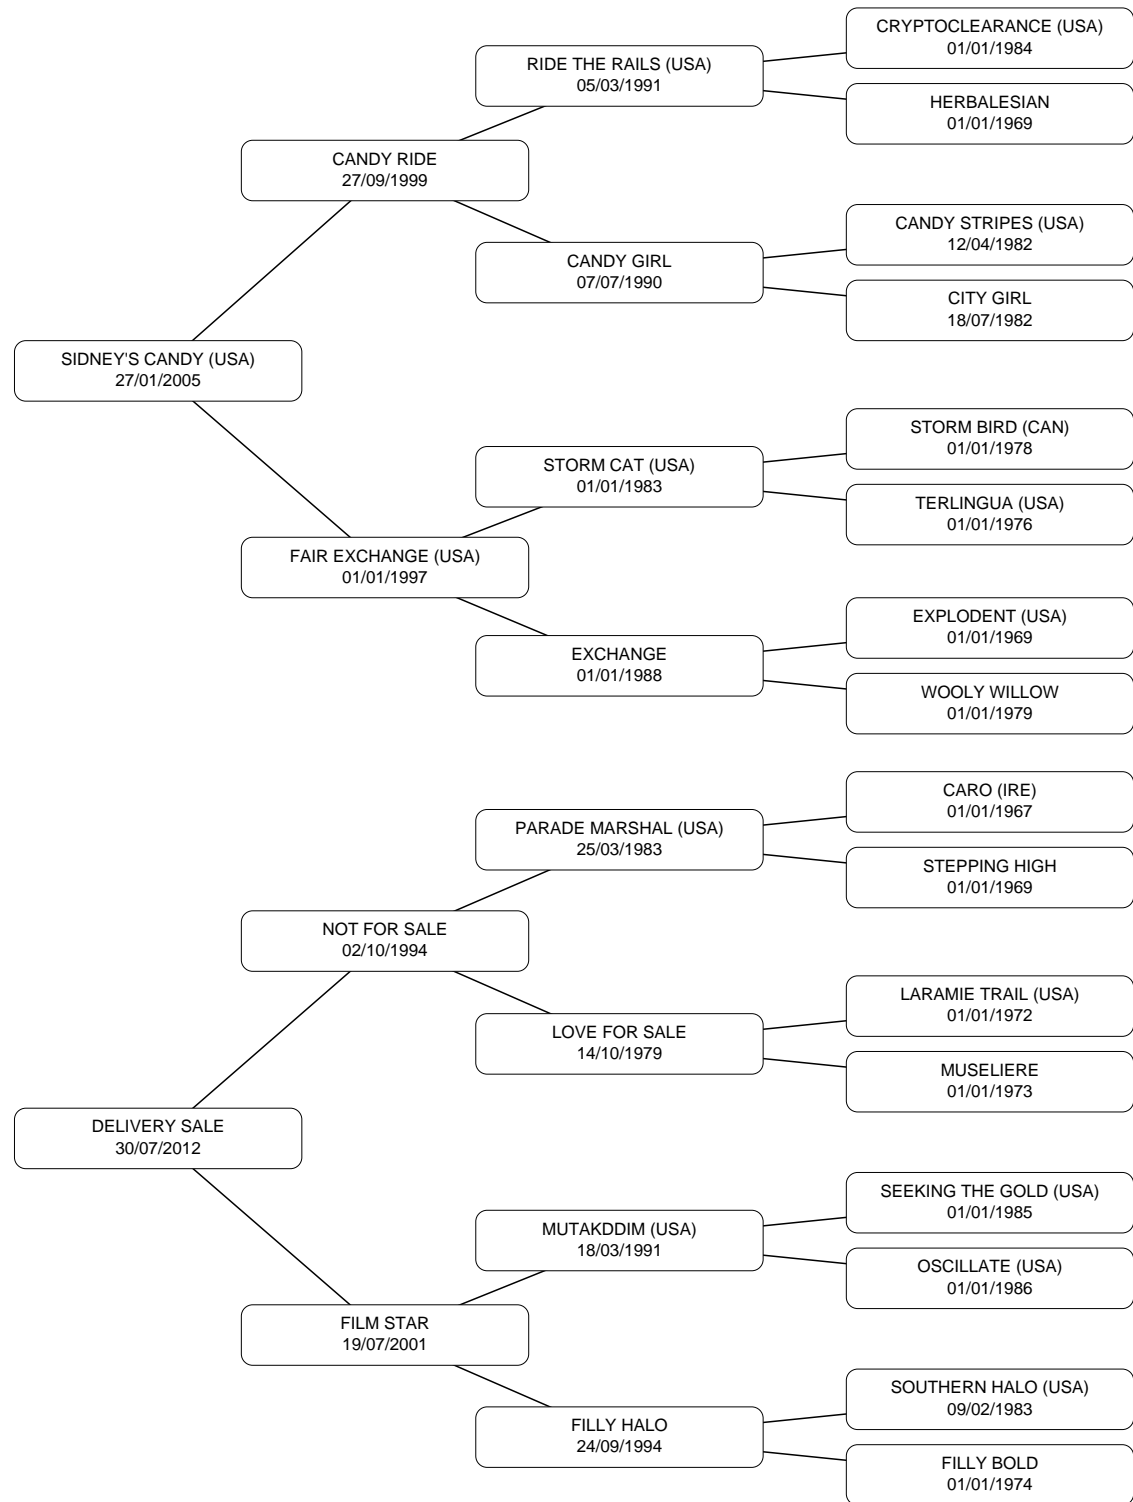 CRYPTOCLEARANCE (USA)
01/01/1984
RIDE THE RAILS (USA)
05/03/1991
HERBALESIAN
01/01/1969
CANDY RIDE
27/09/1999
CANDY STRIPES (USA)
12/04/1982
CANDY GIRL
07/07/1990
CITY GIRL
18/07/1982
SIDNEY'S CANDY (USA)
27/01/2005
STORM BIRD (CAN)
01/01/1978
STORM CAT (USA)
01/01/1983
TERLINGUA (USA)
01/01/1976
FAIR EXCHANGE (USA)
01/01/1997
EXPLODENT (USA)
01/01/1969
EXCHANGE
01/01/1988
WOOLY WILLOW
01/01/1979
CARO (IRE)
01/01/1967
PARADE MARSHAL (USA)
25/03/1983
STEPPING HIGH
01/01/1969
NOT FOR SALE
02/10/1994
LARAMIE TRAIL (USA)
01/01/1972
LOVE FOR SALE
14/10/1979
MUSELIERE
01/01/1973
DELIVERY SALE
30/07/2012
SEEKING THE GOLD (USA)
01/01/1985
MUTAKDDIM (USA)
18/03/1991
OSCILLATE (USA)
01/01/1986
FILM STAR
19/07/2001
SOUTHERN HALO (USA)
09/02/1983
FILLY HALO
24/09/1994
FILLY BOLD
01/01/1974